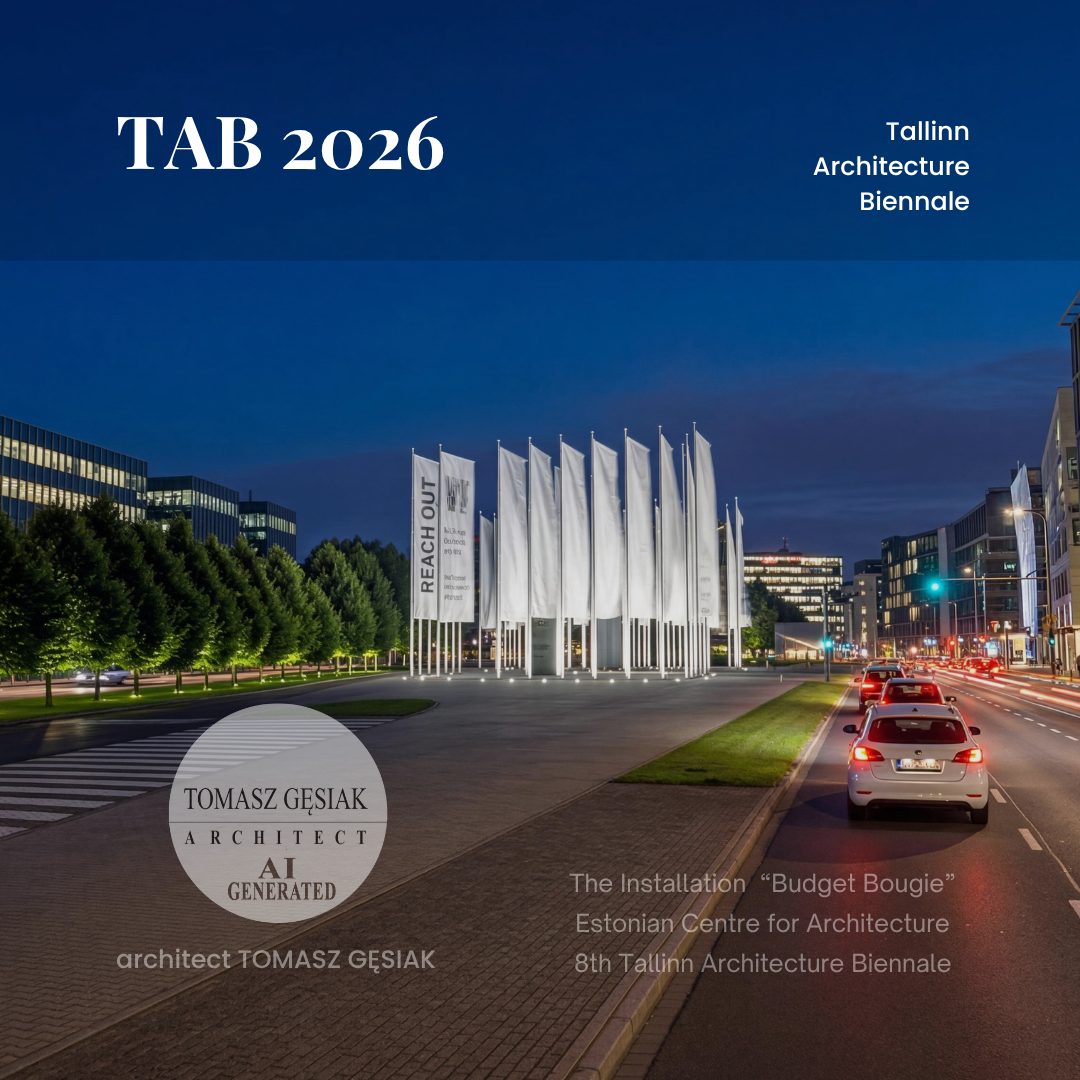 TAB 2026
Tallinn
Architecture
Biennale
REACH OUT
TOMASZ GĘSIAK
ARCHITECT
AI
GENERATED
architect TOMASZ GĘSIAK
The Installation “Budget Bougie”
Estonian Centre for Architecture
8th Tallinn Architecture Biennale